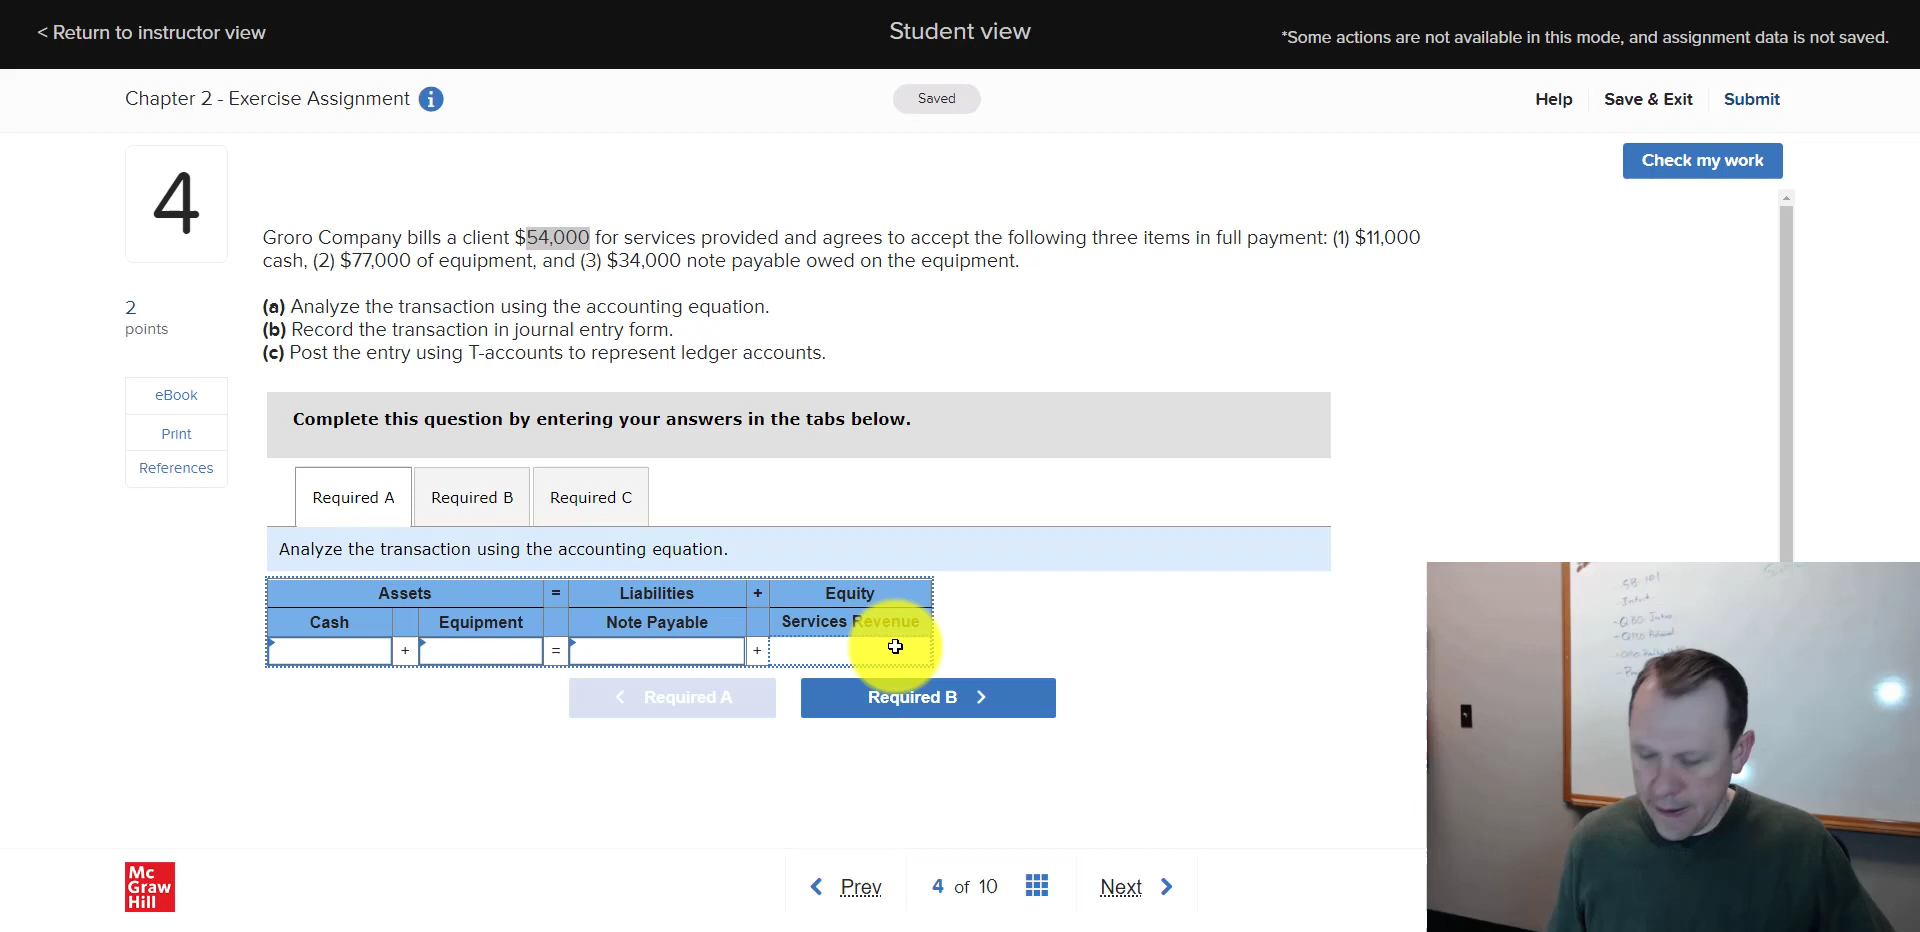 < Return to instructor view
Student view
*Some actions are not available in this mode, and assignment data is not saved.
Chapter 2 - Exercise Assignment i
Saved
Help
Save & Exit
Submit
Check my work
4
2
points
eBook
Print
References
Groro Company bills a client $54,000 for services provided and agrees to accept the following three items in full payment: (1) $11,000
cash, (2) $77,000 of equipment, and (3) $34,000 note payable owed on the equipment.
(a) Analyze the transaction using the accounting equation.
(b) Record the transaction in journal entry form.
(c) Post the entry using T-accounts to represent ledger accounts.
Complete this question by entering your answers in the tabs below.
Required A
Required B
Required C
Analyze the transaction using the accounting equation.
Assets = Liabilities + Equity
Cash Equipment Note Payable Services Revenue
+ = +
< Required A
Required B >
Mc
Graw
Hill
< Prev
4 of 10
Next >